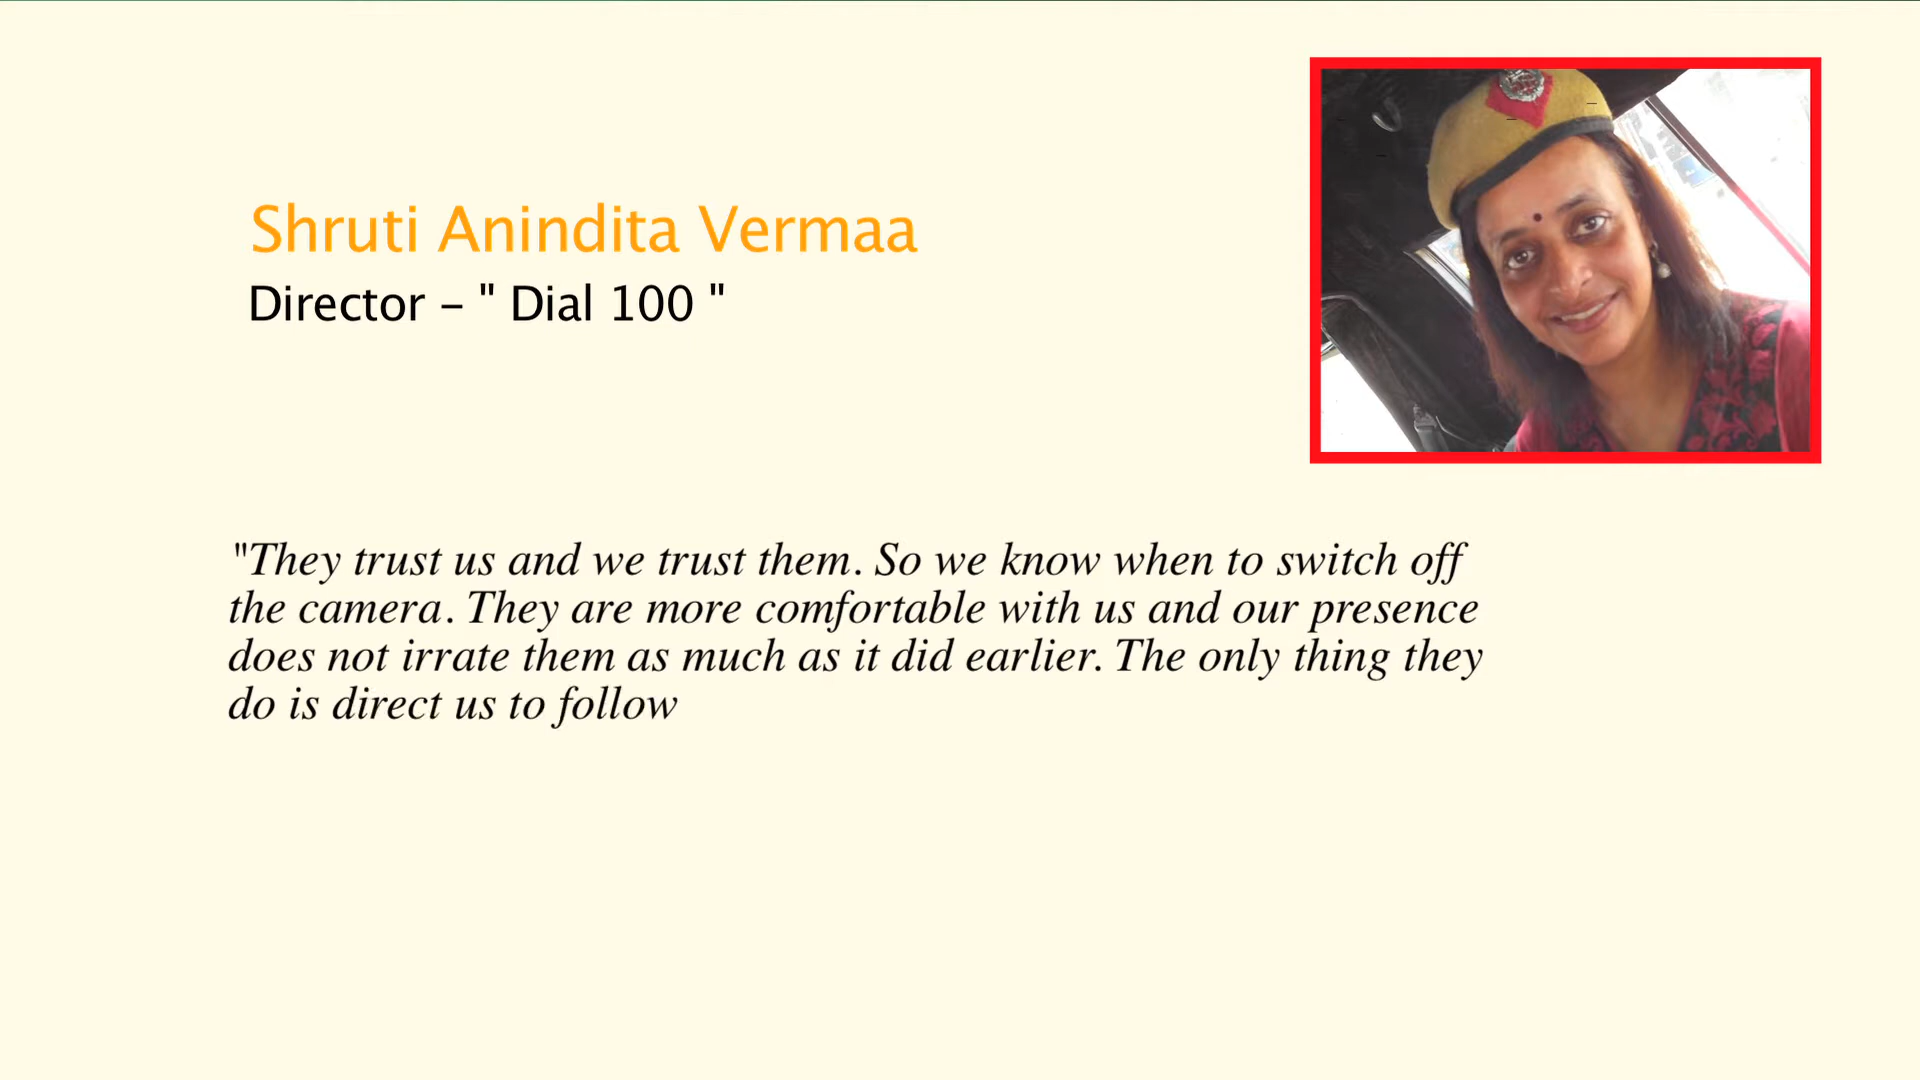 Shruti Anindita Vermaa
Director – " Dial 100 "
"They trust us and we trust them. So we know when to switch off
the camera. They are more comfortable with us and our presence
does not irrate them as much as it did earlier. The only thing they
do is direct us to follow